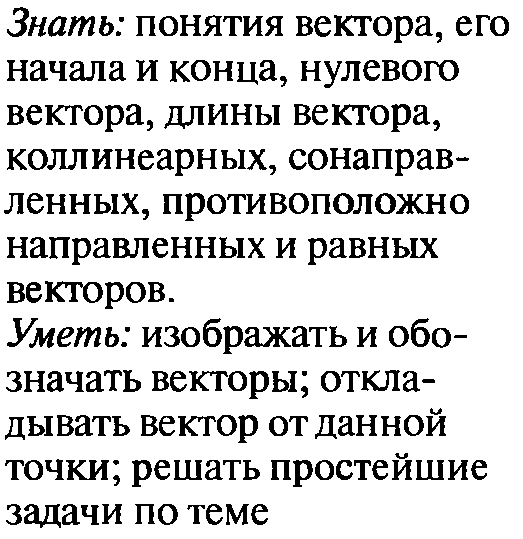 Знать: понятия вектора, его
начала и конца, нулевого
вектора, длины вектора,
коллинеарных, сонаправ-
ленных, противоположно
направленных и равных
векторов.
Уметь: изображать и обо-
значать векторы; откла-
дывать вектор от данной
точки; решать простейшие
задачи по теме